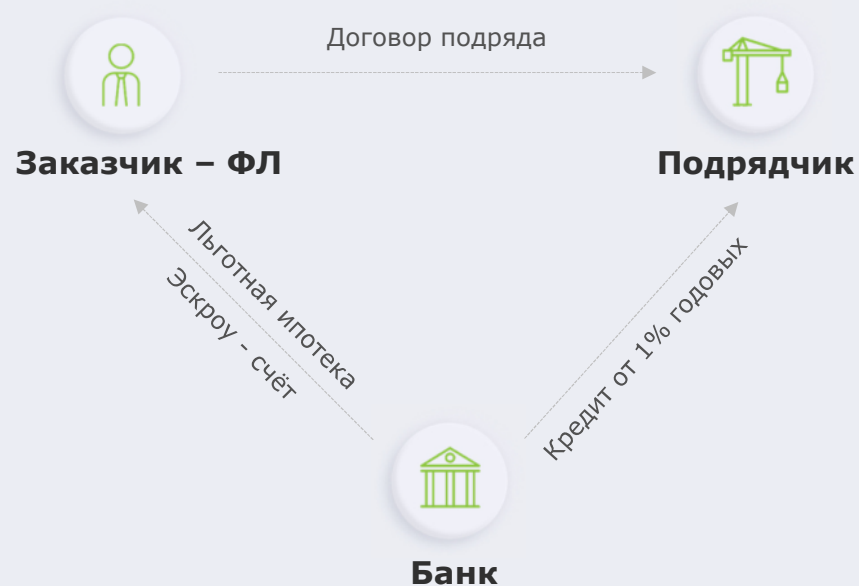 Договор подряда
Заказчик – ФЛ
Подрядчик
Льготная ипотека
Эскроу - счёт
Кредит от 1% годовых
Банк